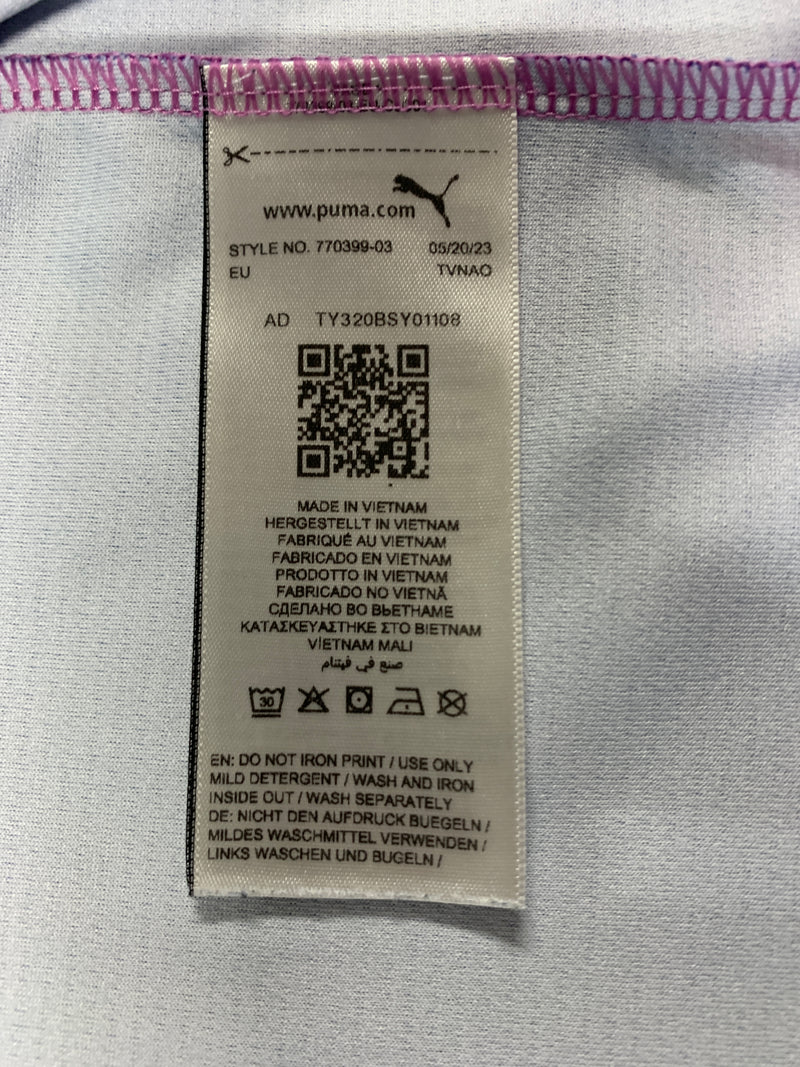 www.puma.com
STYLE NO. 770399-03 05/20/23
EU TVNAO
AD TY320BSY01108
MADE IN VIETNAM
HERGESTELLT IN VIETNAM
FABRIQUÉ AU VIETNAM
FABRICADO EN VIETNAM
PRODOTTO IN VIETNAM
FABRICADO NO VIETNÃ
СДЕЛАНО ВО ВЬЕТНАМЕ
ΚΑΤΑΣΚΕΥΑΣΤΗΚΕ ΣΤΟ ΒΙΕΤΝΑΜ
VİETNAM MALI
صنع في فيتنام
30
EN: DO NOT IRON PRINT / USE ONLY
MILD DETERGENT / WASH AND IRON
INSIDE OUT / WASH SEPARATELY
DE: NICHT DEN AUFDRUCK BUEGELN /
MILDES WASCHMITTEL VERWENDEN /
LINKS WASCHEN UND BUGELN /